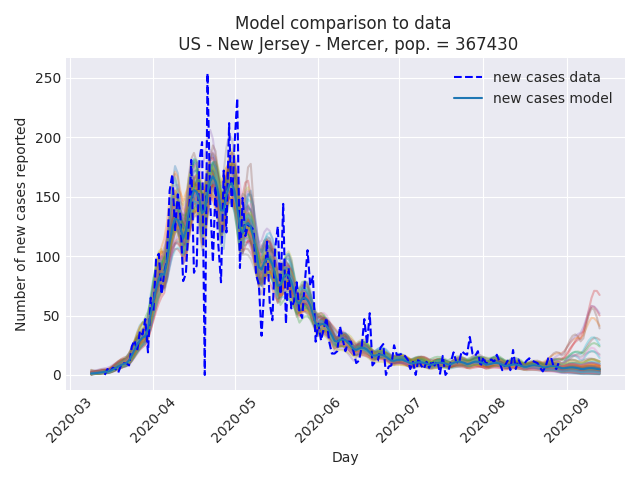 Model comparison to data
US - New Jersey - Mercer, pop. = 367430
new cases data
new cases model
Number of new cases reported
250
200
150
100
50
0
2020-03
2020-04
2020-05
2020-06
2020-07
2020-08
2020-09
Day